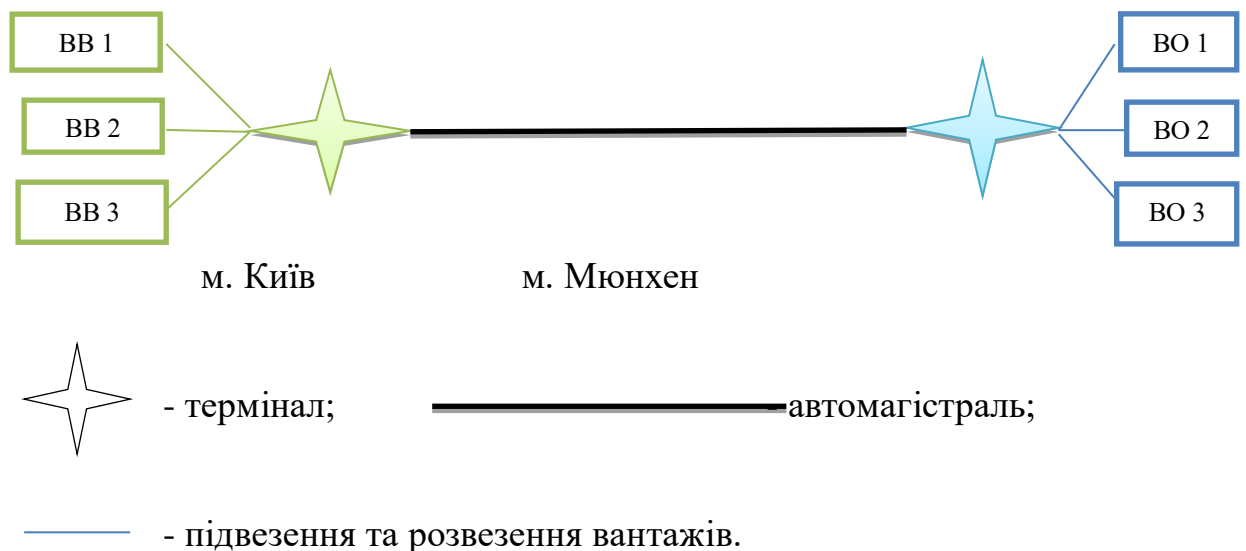 ВВ 1
ВО 1
ВВ 2
ВО 2
ВВ 3
ВО 3
м. Київ м. Мюнхен
- термінал; - автомагістраль;
- підвезення та розвезення вантажів.